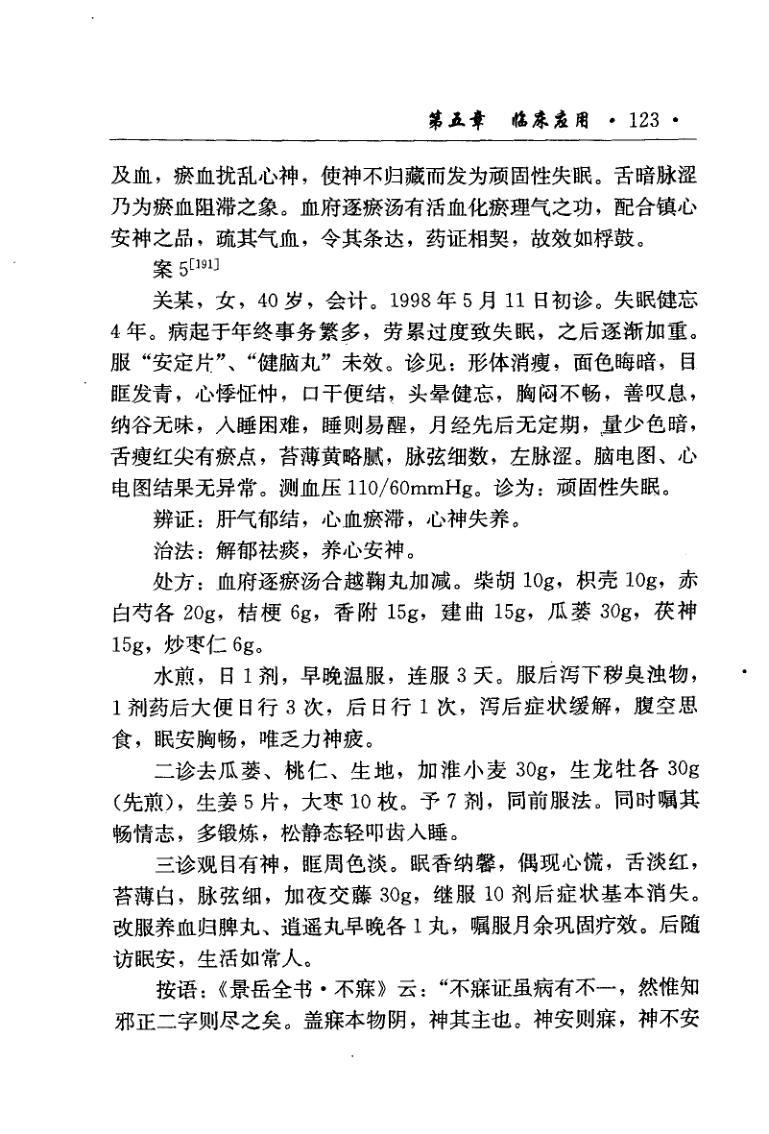 第五章 临床应用 · 123 ·
及血，瘀血扰乱心神，使神不归藏而发为顽固性失眠。舌暗脉涩
乃为瘀血阻滞之象。血府逐瘀汤有活血化瘀理气之功，配合镇心
安神之品，疏其气血，令其条达，药证相契，故效如桴鼓。
案 5[191]
关某，女，40 岁，会计。1998 年 5 月 11 日初诊。失眠健忘
4 年。病起于年终事务繁多，劳累过度致失眠，之后逐渐加重。
服“安定片”、“健脑丸”未效。诊见：形体消瘦，面色晦暗，目
眶发青，心悸怔忡，口干便结，头晕健忘，胸闷不畅，善叹息，
纳谷无味，入睡困难，睡则易醒，月经先后无定期，量少色暗，
舌瘦红尖有瘀点，苔薄黄略腻，脉弦细数，左脉涩。脑电图、心
电图结果无异常。测血压 110/60mmHg。诊为：顽固性失眠。
辨证：肝气郁结，心血瘀滞，心神失养。
治法：解郁祛痰，养心安神。
处方：血府逐瘀汤合越鞠丸加减。柴胡 10g，枳壳 10g，赤
白芍各 20g，桔梗 6g，香附 15g，建曲 15g，瓜蒌 30g，茯神
15g，炒枣仁 6g。
水煎，日 1 剂，早晚温服，连服 3 天。服后泻下秽臭浊物，
1 剂药后大便日行 3 次，后日行 1 次，泻后症状缓解，腹空思
食，眠安胸畅，唯乏力神疲。
二诊去瓜蒌、桃仁、生地，加淮小麦 30g，生龙牡各 30g
（先煎），生姜 5 片，大枣 10 枚。予 7 剂，同前服法。同时嘱其
畅情志，多锻炼，松静态轻叩齿入睡。
三诊观目有神，眶周色淡。眠香纳馨，偶现心慌，舌淡红，
苔薄白，脉弦细，加夜交藤 30g，继服 10 剂后症状基本消失。
改服养血归脾丸、逍遥丸早晚各 1 丸，嘱服月余巩固疗效。后随
访眠安，生活如常人。
按语：《景岳全书·不寐》云：“不寐证虽病有不一，然惟知
邪正二字则尽之矣。盖寐本物阴，神其主也。神安则寐，神不安